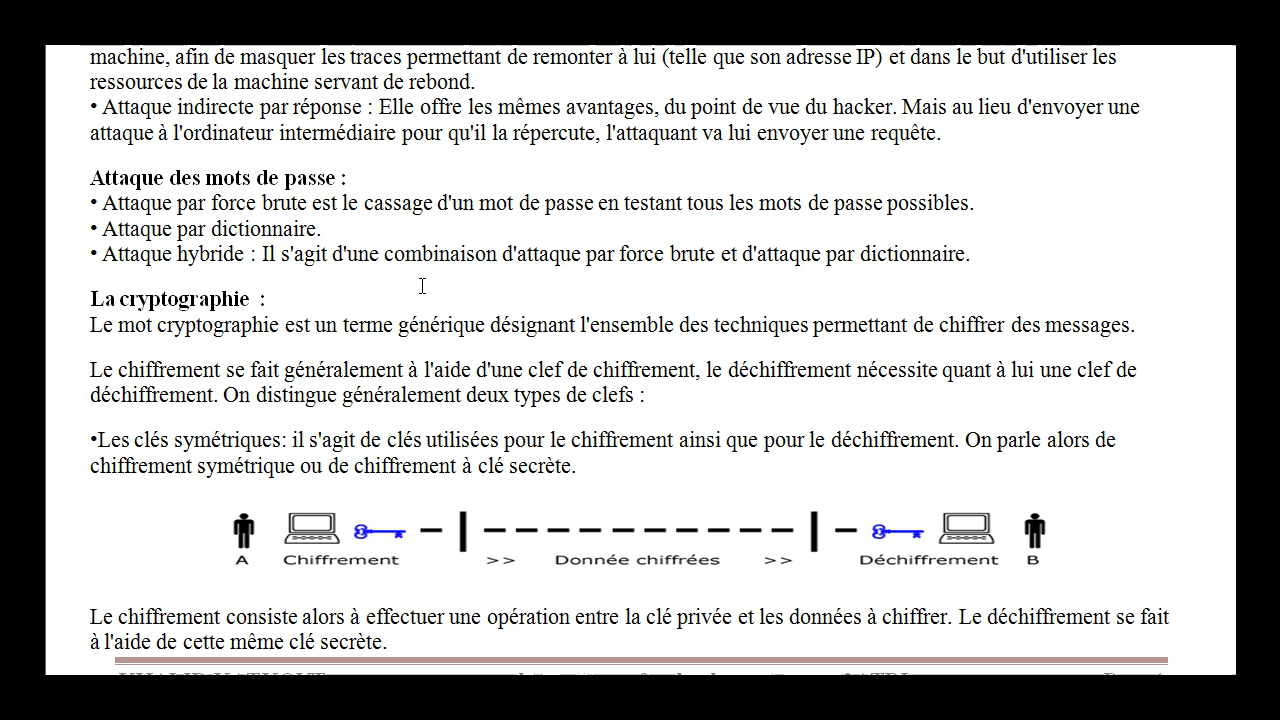 machine, afin de masquer les traces permettant de remonter à lui (telle que son adresse IP) et dans le but d'utiliser les
ressources de la machine servant de rebond.
• Attaque indirecte par réponse : Elle offre les mêmes avantages, du point de vue du hacker. Mais au lieu d'envoyer une
attaque à l'ordinateur intermédiaire pour qu'il la répercute, l'attaquant va lui envoyer une requête.
Attaque des mots de passe :
• Attaque par force brute est le cassage d'un mot de passe en testant tous les mots de passe possibles.
• Attaque par dictionnaire.
• Attaque hybride : Il s'agit d'une combinaison d'attaque par force brute et d'attaque par dictionnaire.
La cryptographie :
Le mot cryptographie est un terme générique désignant l'ensemble des techniques permettant de chiffrer des messages.
Le chiffrement se fait généralement à l'aide d'une clef de chiffrement, le déchiffrement nécessite quant à lui une clef de
déchiffrement. On distingue généralement deux types de clefs :
•Les clés symétriques: il s'agit de clés utilisées pour le chiffrement ainsi que pour le déchiffrement. On parle alors de
chiffrement symétrique ou de chiffrement à clé secrète.
A Chiffrement >> Donnée chiffrées >> Déchiffrement B
Le chiffrement consiste alors à effectuer une opération entre la clé privée et les données à chiffrer. Le déchiffrement se fait
à l'aide de cette même clé secrète.